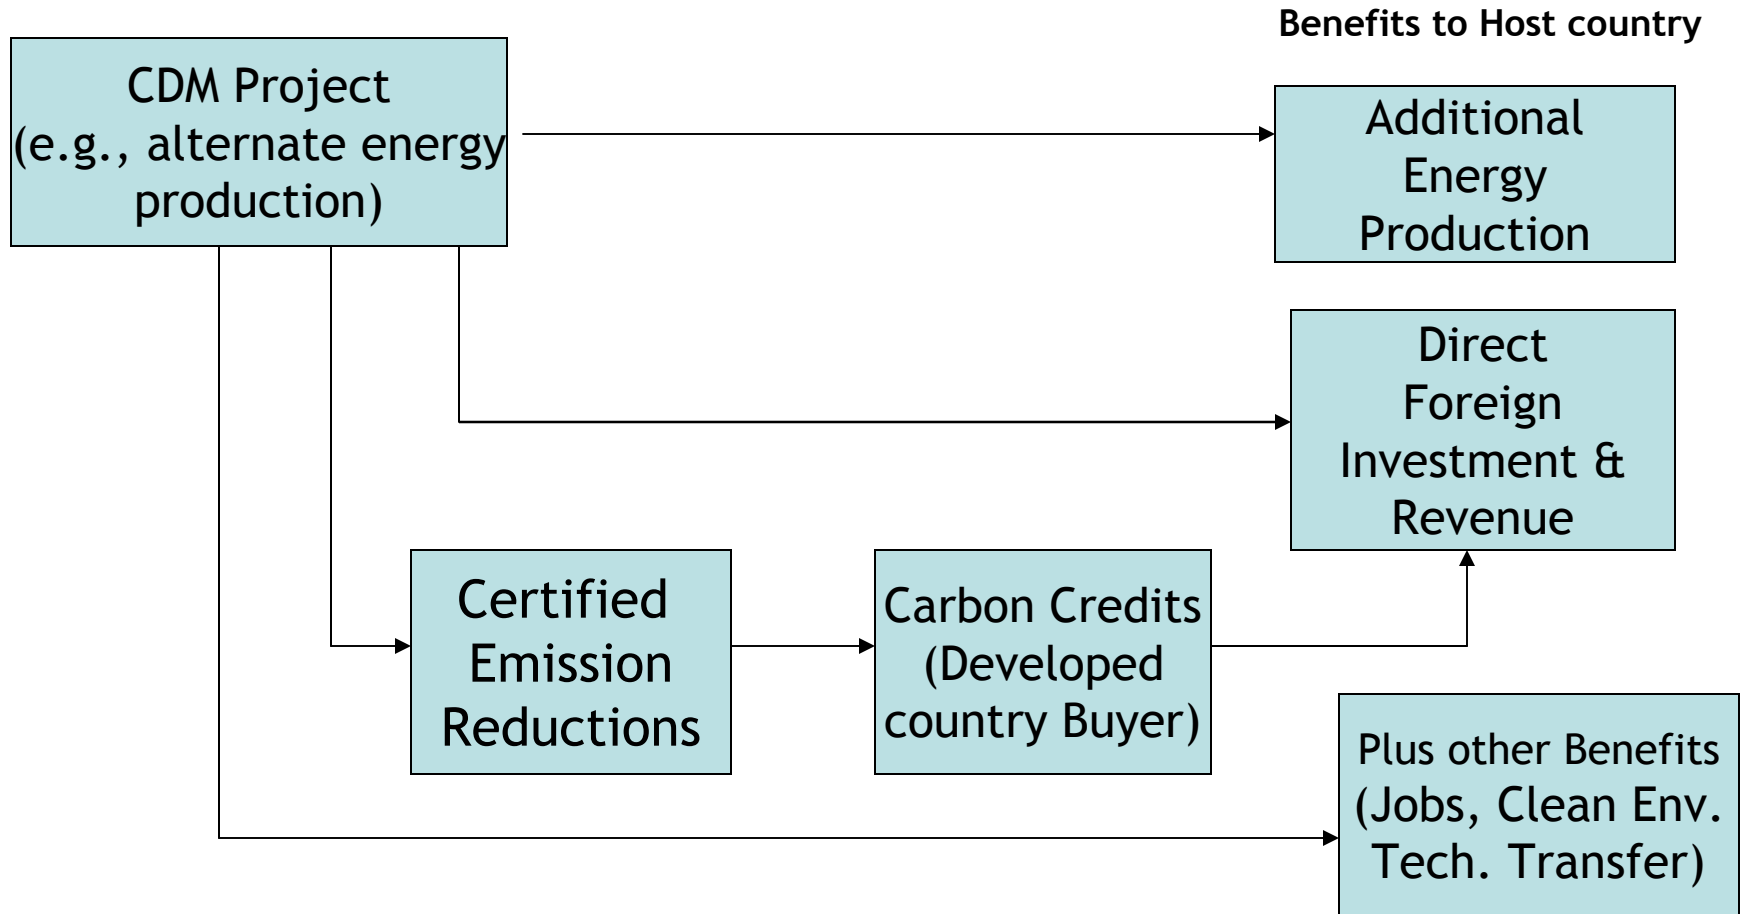 Benefits to Host country
CDM Project
(e.g., alternate energy
production)
Additional
Energy
Production
Direct
Foreign
Investment &
Revenue
Certified
Emission
Reductions
Carbon Credits
(Developed
country Buyer)
Plus other Benefits
(Jobs, Clean Env.
Tech. Transfer)